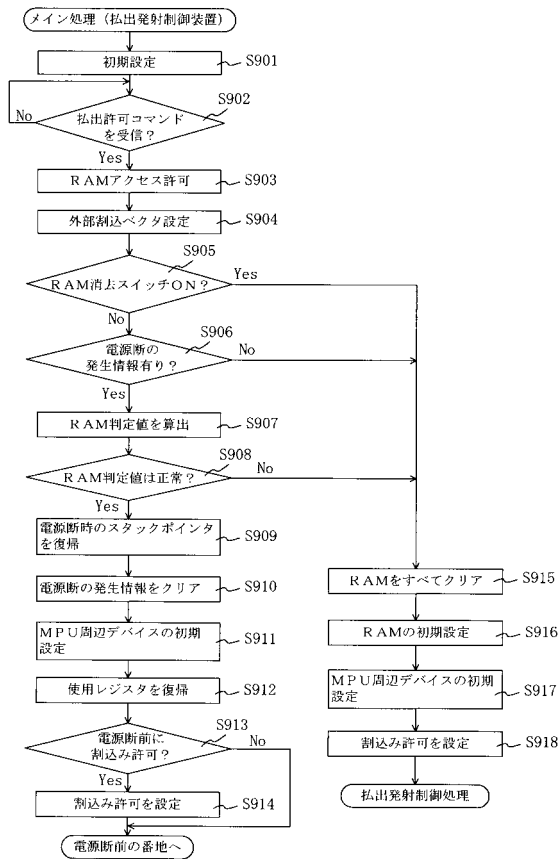 メイン処理（払出発射制御装置）
初期設定
S901
S902
払出許可コマンド
を受信？
No
Yes
RAMアクセス許可
S903
外部割込ベクタ設定
S904
S905
RAM消去スイッチON？
Yes
No
S906
電源断の
発生情報有り？
No
Yes
RAM判定値を算出
S907
S908
RAM判定値は正常？
No
Yes
電源断時のスタックポインタ
を復帰
S909
電源断の発生情報をクリア
S910
MPU周辺デバイスの初期
設定
S911
使用レジスタを復帰
S912
S913
電源断前に
割込み許可？
No
Yes
割込み許可を設定
S914
電源断前の番地へ
RAMをすべてクリア
S915
RAMの初期設定
S916
MPU周辺デバイスの初期
設定
S917
割込み許可を設定
S918
払出発射制御処理